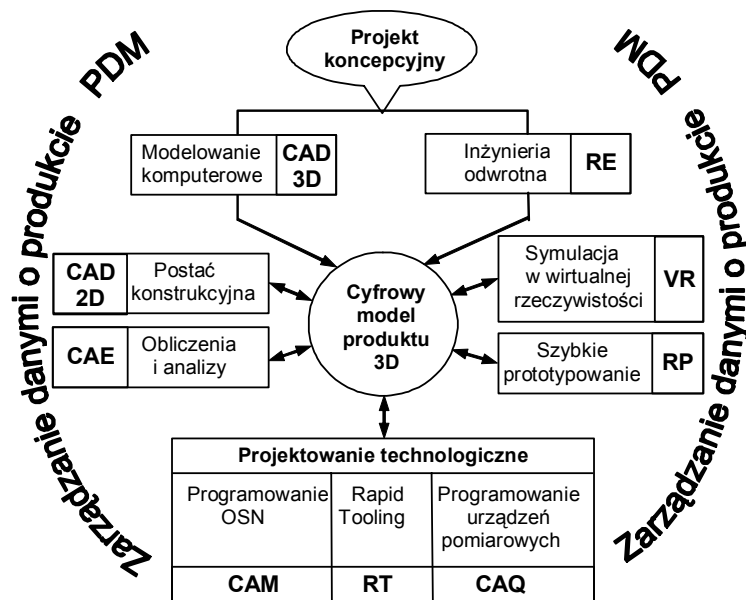 Projekt
koncepcyjny
Zarządzanie danymi o produkcie PDM
Zarządzanie danymi o produkcie PDM
Modelowanie
komputerowe
CAD
3D
Inżynieria
odwrotna
RE
CAD
2D
Postać
konstrukcyjna
Cyfrowy
model
produktu
3D
Symulacja
w wirtualnej
rzeczywistości
VR
CAE
Obliczenia
i analizy
Szybkie
prototypowanie
RP
Projektowanie technologiczne
Programowanie
OSN
Rapid
Tooling
Programowanie
urządzeń
pomiarowych
CAM
RT
CAQ